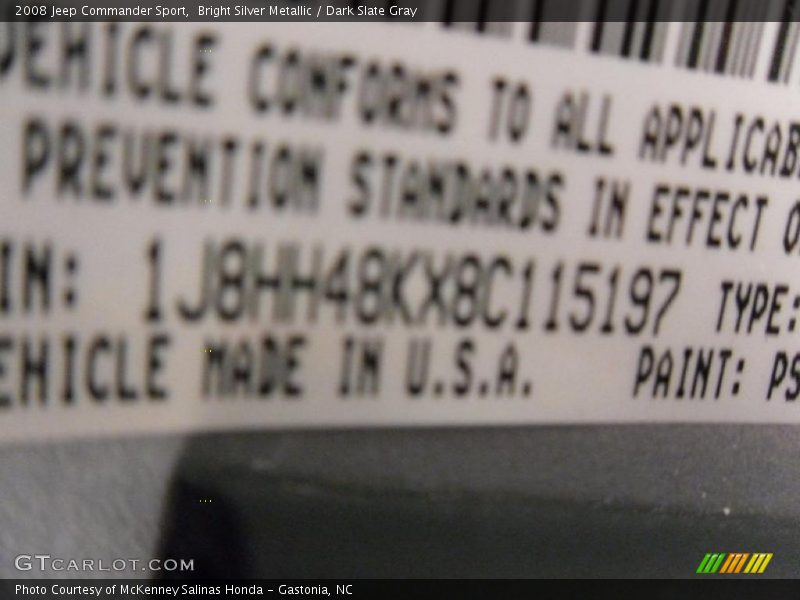 2008 Jeep Commander Sport,  Bright Silver Metallic / Dark Slate Gray
VEHICLE CONFORMS TO ALL APPLICAB
PREVENTION STANDARDS IN EFFECT O
IN: 1J8HH48KX8C115197 TYPE:
EHICLE MADE IN U.S.A. PAINT: PS
GTCARLOT.COM
Photo Courtesy of McKenney Salinas Honda - Gastonia, NC